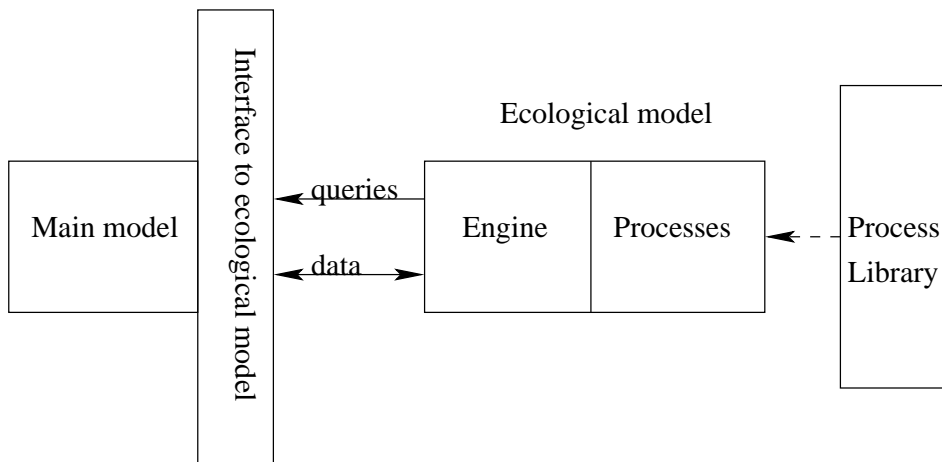 Interface to ecological model
Ecological model
Main model
queries
data
Engine
Processes
Process
Library